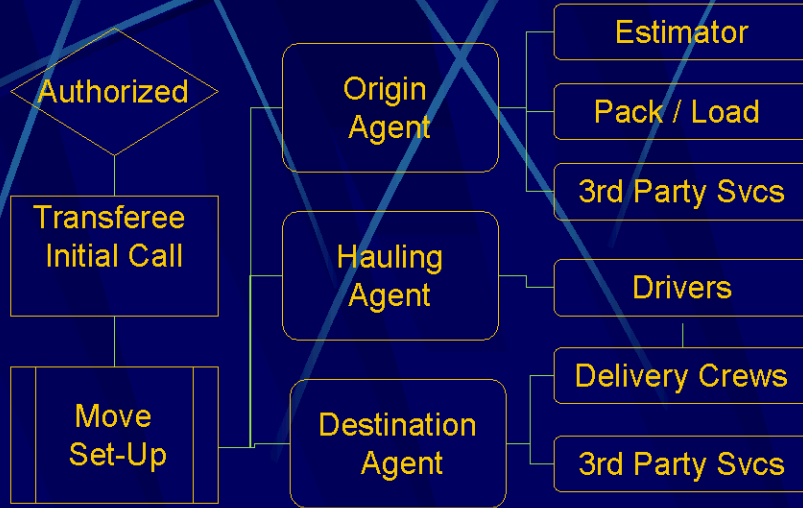 Authorized
Transferee
Initial Call
Move
Set-Up
Origin
Agent
Hauling
Agent
Destination
Agent
Estimator
Pack / Load
3rd Party Svcs
Drivers
Delivery Crews
3rd Party Svcs